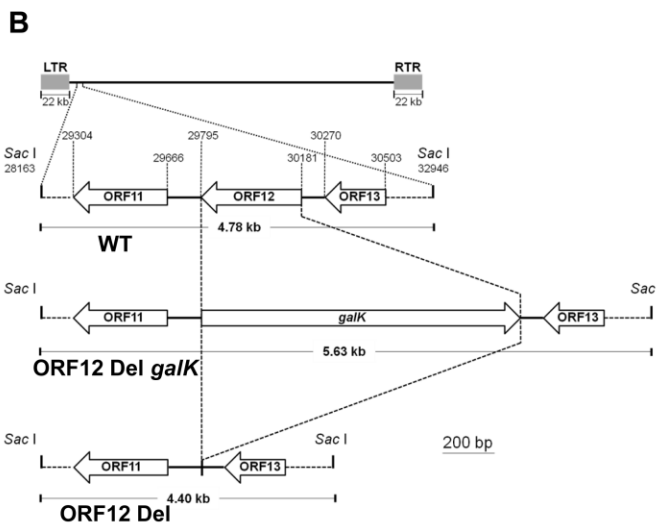 B
LTR RTR
22 kb 22 kb
29304 29795 30270
Sac I 29666 30181 30503 Sac I
28163 32946
ORF11 ORF12 ORF13
4.78 kb
WT
Sac I Sac
ORF11 galK ORF13
5.63 kb
ORF12 Del galK
Sac I Sac I
200 bp
ORF11 ORF13
4.40 kb
ORF12 Del